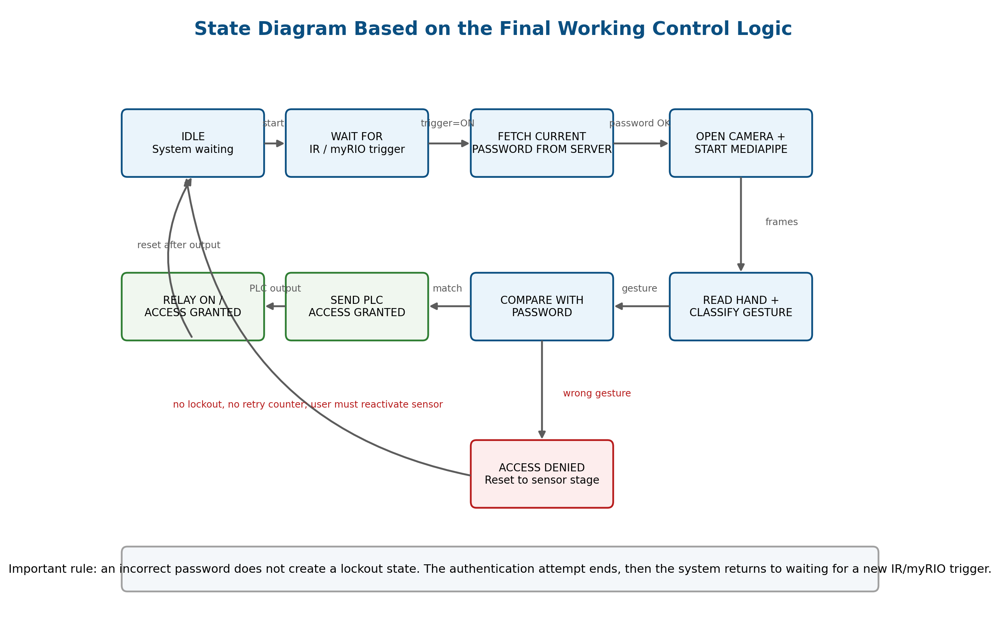 State Diagram Based on the Final Working Control Logic
IDLE
System waiting
start
WAIT FOR
IR / myRIO trigger
trigger=ON
FETCH CURRENT
PASSWORD FROM SERVER
password OK
OPEN CAMERA +
START MEDIAPIPE
frames
reset after output
RELAY ON /
ACCESS GRANTED
PLC output
SEND PLC
ACCESS GRANTED
match
COMPARE WITH
PASSWORD
gesture
READ HAND +
CLASSIFY GESTURE
wrong gesture
no lockout, no retry counter; user must reactivate sensor
ACCESS DENIED
Reset to sensor stage
Important rule: an incorrect password does not create a lockout state. The authentication attempt ends, then the system returns to waiting for a new IR/myRIO trigger.